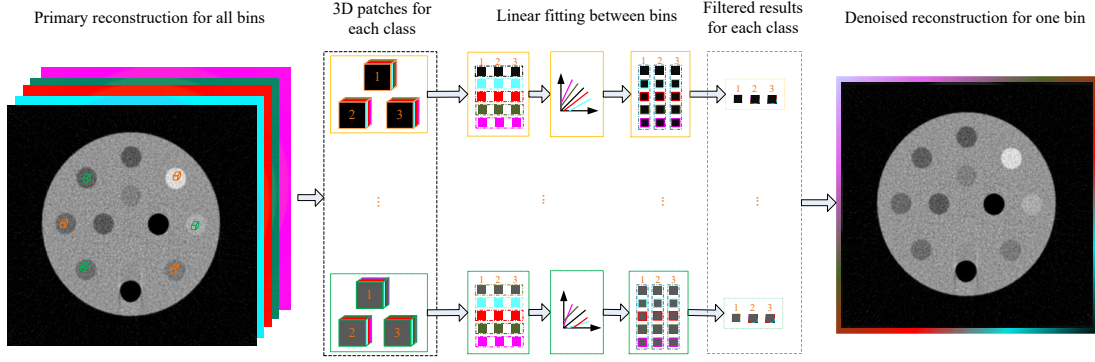 Primary reconstruction for all bins
3D patches for
each class
Linear fitting between bins
Filtered results
for each class
Denoised reconstruction for one bin
1
2 3
1 2 3
1 2 3
1 2 3
1
2 3
1 2 3
1 2 3
1 2 3